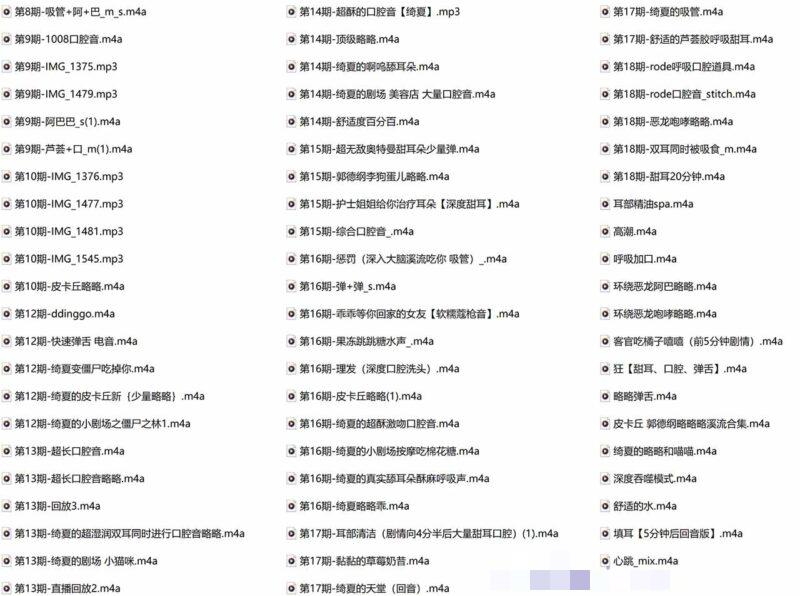 第8期-吸管+阿+巴_m_s.m4a
第9期-1008口腔音.m4a
第9期-IMG_1375.mp3
第9期-IMG_1479.mp3
第9期-阿巴巴_s(1).m4a
第9期-芦荟+口_m(1).m4a
第10期-IMG_1376.mp3
第10期-IMG_1477.mp3
第10期-IMG_1481.mp3
第10期-IMG_1545.mp3
第10期-皮卡丘略略.m4a
第12期-ddinggo.m4a
第12期-快速弹舌 电音.m4a
第12期-绮夏变僵尸吃掉你.m4a
第12期-绮夏的皮卡丘新｛少量略略｝.m4a
第12期-绮夏的小剧场之僵尸之林1.m4a
第13期-超长口腔音.m4a
第13期-超长口腔音略略.m4a
第13期-回放3.m4a
第13期-绮夏的超湿润双耳同时进行口腔音略略.m4a
第13期-绮夏的剧场 小猫咪.m4a
第13期-直播回放2.m4a
第14期-超酥的口腔音【绮夏】.mp3
第14期-顶级略略.m4a
第14期-绮夏的啊呜舔耳朵.m4a
第14期-绮夏的剧场 美容店 大量口腔音.m4a
第14期-舒适度百分百.m4a
第15期-超无敌奥特曼甜耳朵少量弹.m4a
第15期-郭德纲李狗蛋儿略略.m4a
第15期-护士姐姐给你治疗耳朵【深度甜耳】.m4a
第15期-综合口腔音_.m4a
第16期-惩罚（深入大脑溪流吃你 吸管）_.m4a
第16期-弹+弹_s.m4a
第16期-乖乖等你回家的女友【软糯蔻枪音】.m4a
第16期-果冻跳跳糖水声_.m4a
第16期-理发（深度口腔洗头）.m4a
第16期-皮卡丘略略(1).m4a
第16期-绮夏的超酥激吻口腔音.m4a
第16期-绮夏的小剧场按摩吃棉花糖.m4a
第16期-绮夏的真实舔耳朵酥麻呼吸声.m4a
第16期-绮夏略略乖.m4a
第17期-耳部清洁（剧情向4分半后大量甜耳口腔）(1).m4a
第17期-黏黏的草莓奶昔.m4a
第17期-绮夏的天堂（回音）.m4a
第17期-绮夏的吸管.m4a
第17期-舒适的芦荟胶呼吸甜耳.m4a
第18期-rode呼吸口腔道具.m4a
第18期-rode口腔音_stitch.m4a
第18期-恶龙咆哮略略.m4a
第18期-双耳同时被吸食_m.m4a
第18期-甜耳20分钟.m4a
耳部精油spa.m4a
高潮.m4a
呼吸加口.m4a
环绕恶龙阿巴略略.m4a
环绕恶龙咆哮略略.m4a
客官吃橘子嘻嘻（前5分钟剧情）.m4a
狂【甜耳、口腔、弹舌】.m4a
略略弹舌.m4a
皮卡丘 郭德纲略略略溪流合集.m4a
绮夏的略略和喵喵.m4a
深度吞噬模式.m4a
舒适的水.m4a
填耳【5分钟后回音版】.m4a
心跳_mix.m4a